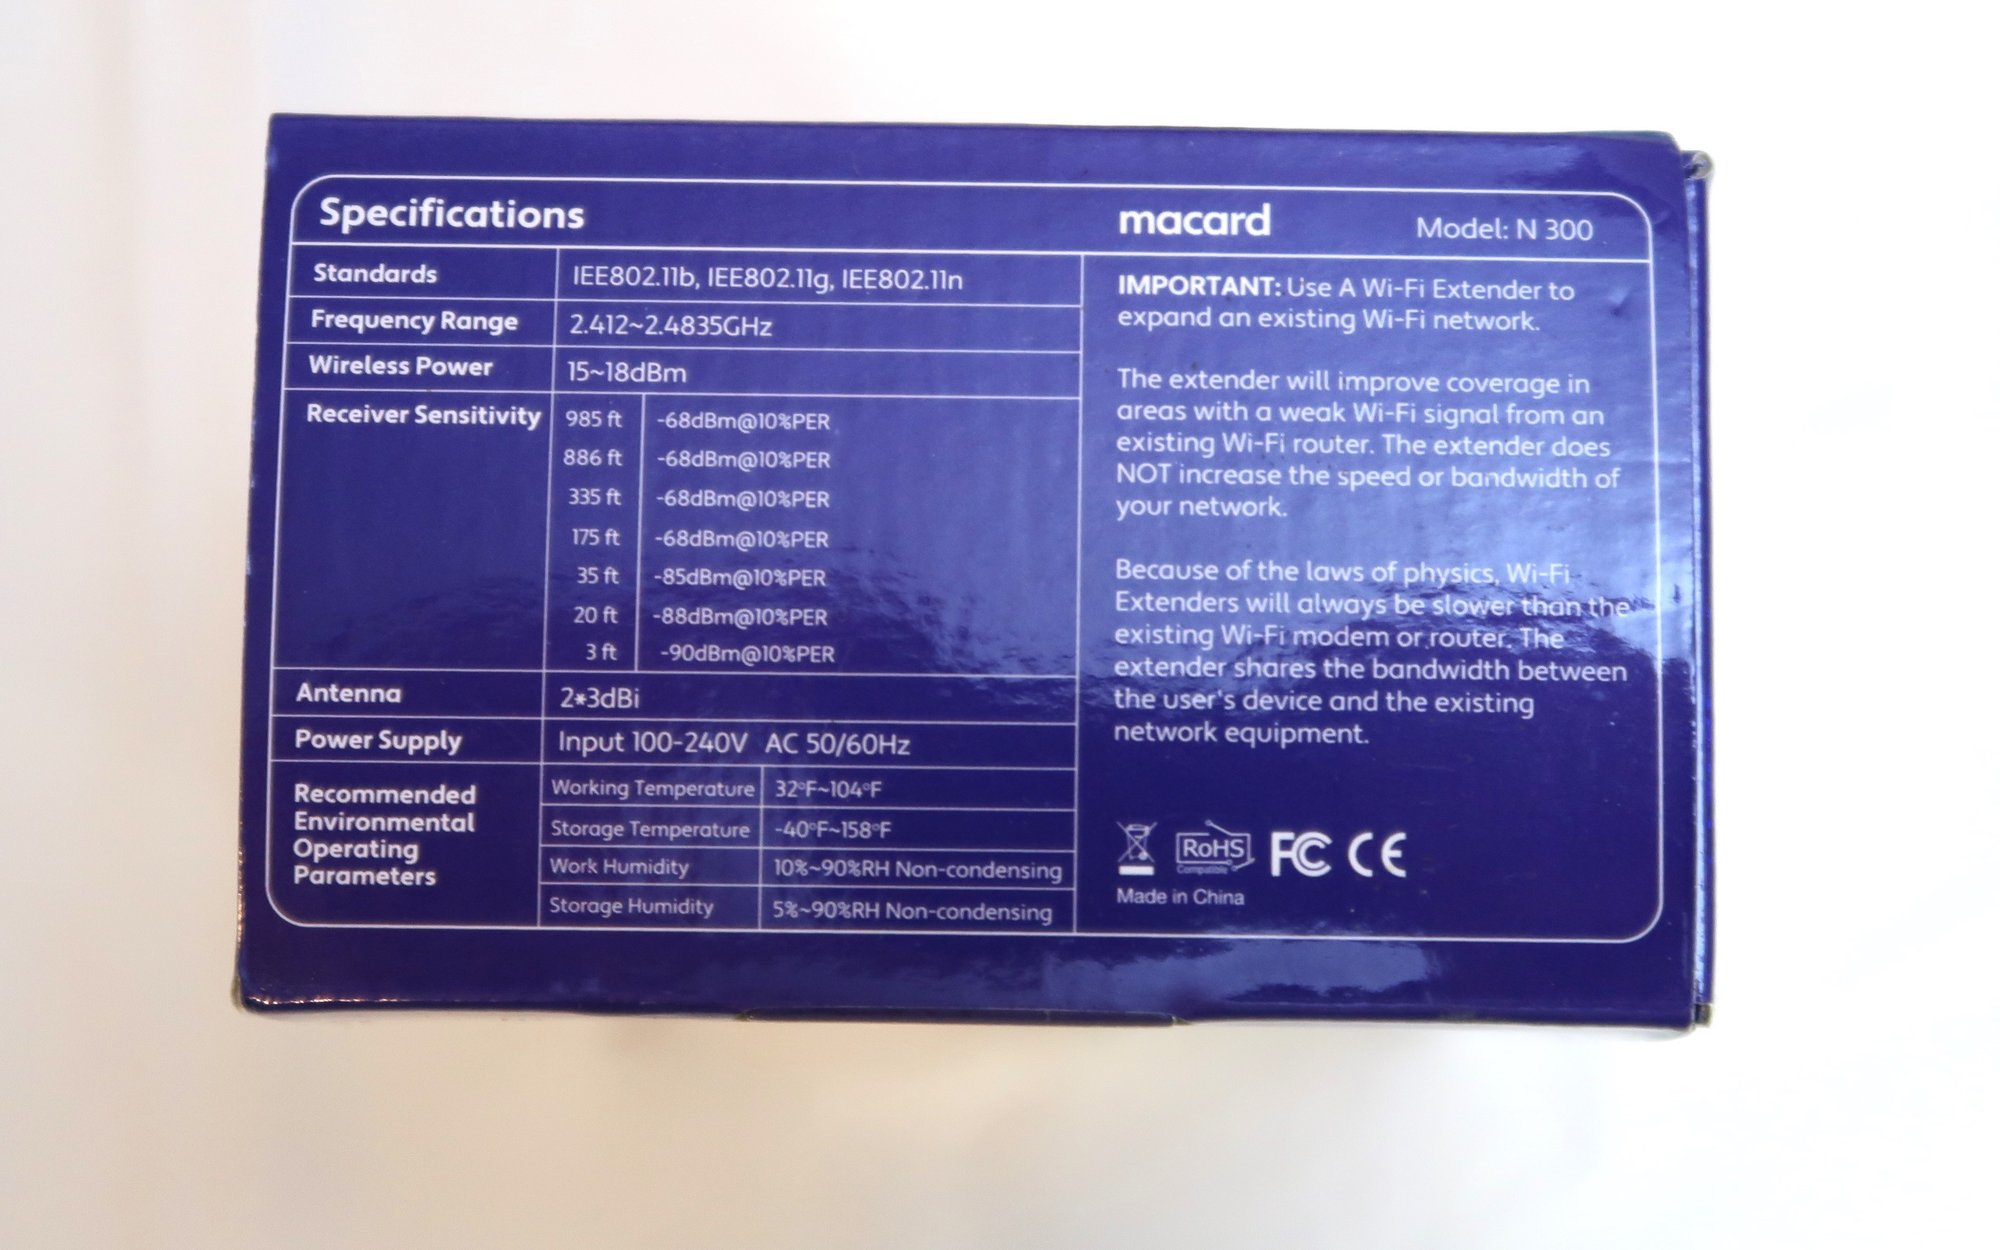 Specifications
macard Model: N 300
Standards IEE802.11b, IEE802.11g, IEE802.11n
Frequency Range 2.412~2.4835GHz
Wireless Power 15~18dBm
Receiver Sensitivity 985 ft -68dBm@10%PER
886 ft -68dBm@10%PER
335 ft -68dBm@10%PER
175 ft -68dBm@10%PER
35 ft -85dBm@10%PER
20 ft -88dBm@10%PER
3 ft -90dBm@10%PER
Antenna 2*3dBi
Power Supply Input 100-240V AC 50/60Hz
Recommended
Environmental
Operating
Parameters
Working Temperature 32°F~104°F
Storage Temperature -40°F~158°F
Work Humidity 10%~90%RH Non-condensing
Storage Humidity 5%~90%RH Non-condensing
IMPORTANT: Use A Wi-Fi Extender to
expand an existing Wi-Fi network.
The extender will improve coverage in
areas with a weak Wi-Fi signal from an
existing Wi-Fi router. The extender does
NOT increase the speed or bandwidth of
your network.
Because of the laws of physics, Wi-Fi
Extenders will always be slower than the
existing Wi-Fi modem or router. The
extender shares the bandwidth between
the user's device and the existing
network equipment.
RoHS FC CE
Compatible
Made in China